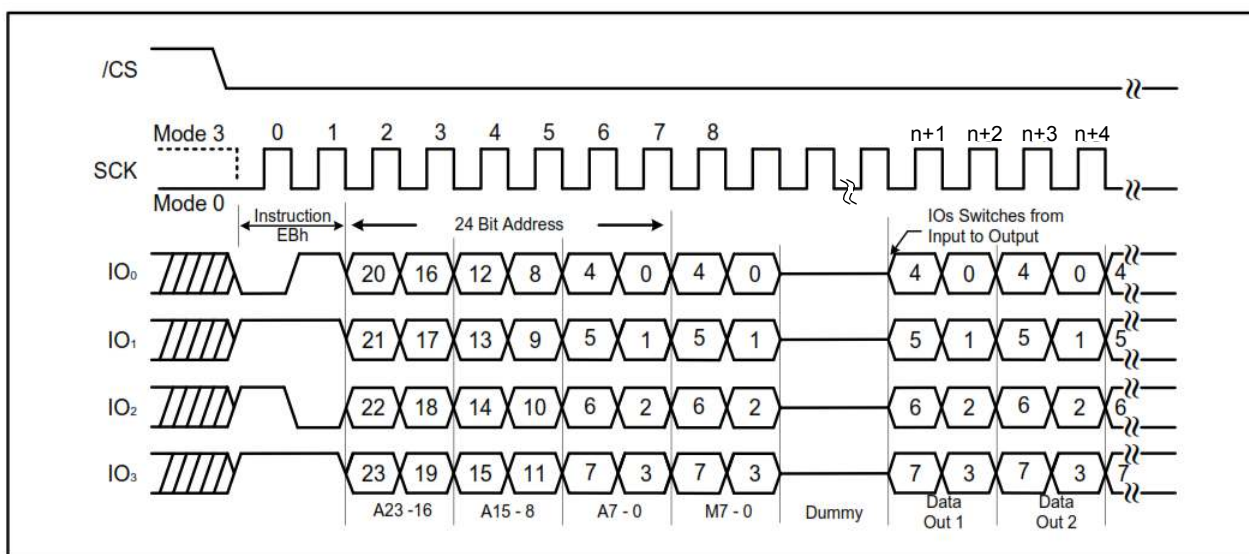 /CS
Mode 3 0 1 2 3 4 5 6 7 8 n+1 n+2 n+3 n+4
SCK
Mode 0
Instruction
EBh
24 Bit Address
IOs Switches from
Input to Output
IO0 20 16 12 8 4 0 4 0 4 0 4 0 4
IO1 21 17 13 9 5 1 5 1 5 1 5 1 5
IO2 22 18 14 10 6 2 6 2 6 2 6 2 6
IO3 23 19 15 11 7 3 7 3 7 3 7 3 7
A23 -16 A15 - 8 A7 - 0 M7 - 0 Dummy
Data
Out 1
Data
Out 2